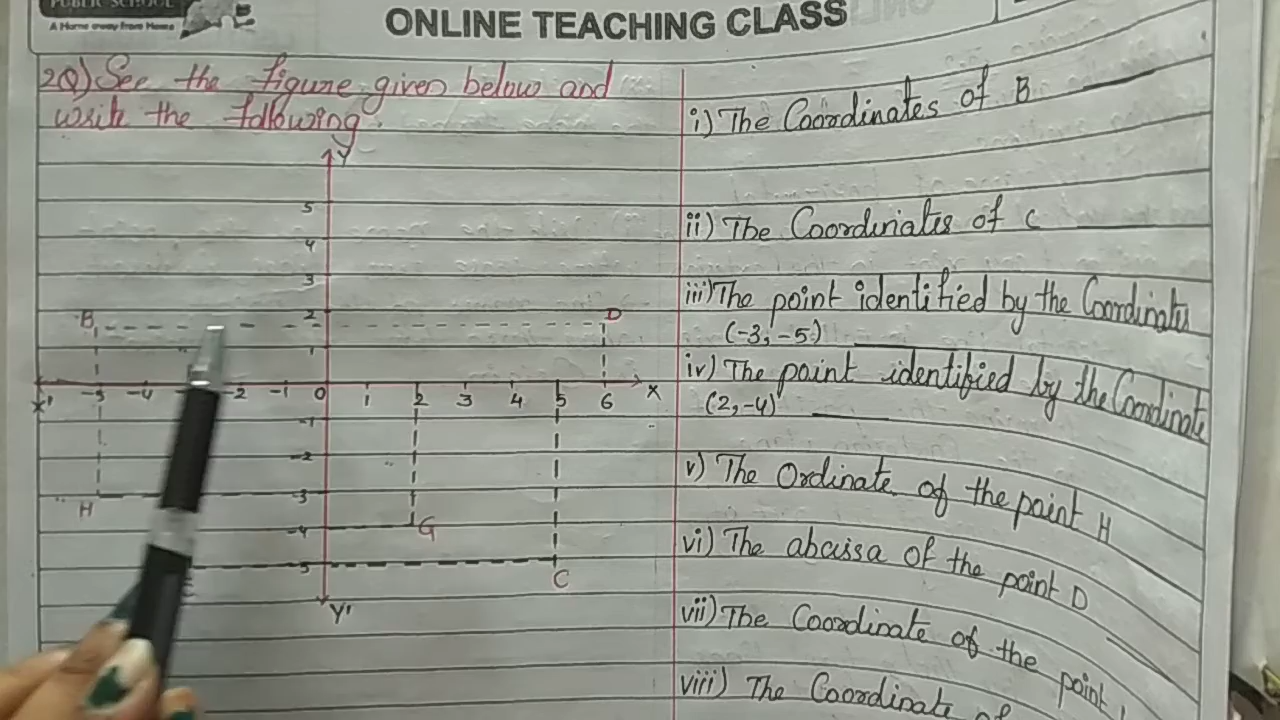 PUBLIC SCHOOL
A Home away from Home
ONLINE TEACHING CLASS
2Q) See the figure given below and
write the following.
Y
5
4
3
2
1
B
D
X'
-5 -4 -2 -1 0 1 2 3 4 5 6 X
-1
-2
-3
H
-4
G
-5
C
Y'
i) The Coordinates of B
ii) The Coordinates of C
iii) The point identified by the Coordinates
(-3, -5)
iv) The point identified by the Coordinate
(2, -4)
v) The Ordinate of the point H
vi) The abcissa of the point D
vii) The Coordinate of the point
viii) The Coordinate of